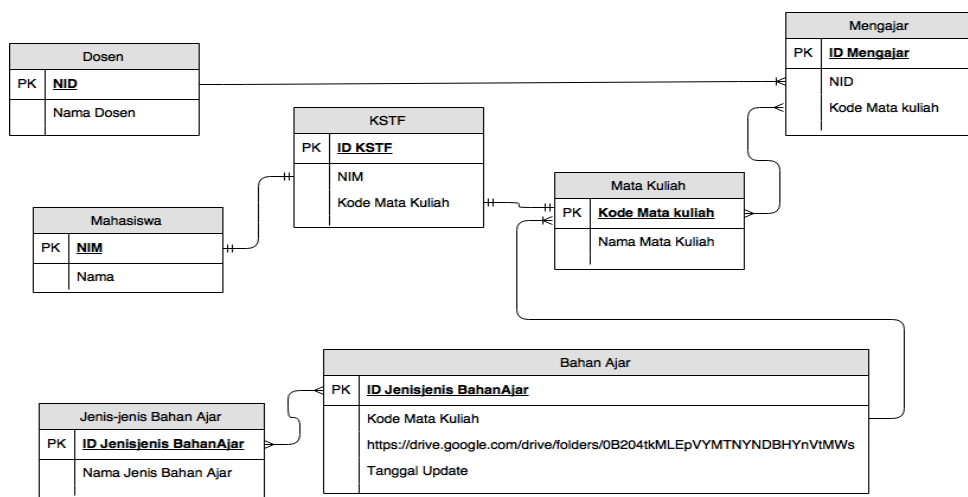 Dosen
PK NID
Nama Dosen
Mengajar
PK ID Mengajar
NID
Kode Mata kuliah
KSTF
PK ID KSTF
NIM
Kode Mata Kuliah
Mata Kuliah
PK Kode Mata kuliah
Nama Mata Kuliah
Mahasiswa
PK NIM
Nama
Bahan Ajar
PK ID Jenisjenis BahanAjar
Kode Mata Kuliah
https://drive.google.com/drive/folders/0B204tkMLEpVYMTNYNDBHYnVtMWs
Tanggal Update
Jenis-jenis Bahan Ajar
PK ID Jenisjenis BahanAjar
Nama Jenis Bahan Ajar